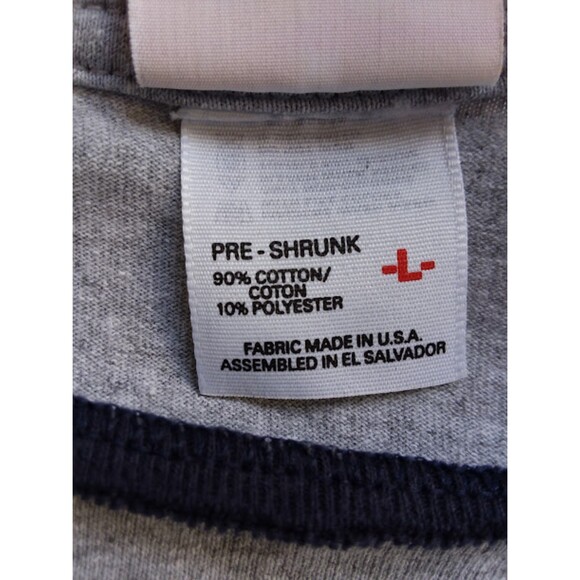 PRE - SHRUNK
90% COTTON/
COTON
10% POLYESTER
-L-
FABRIC MADE IN U.S.A.
ASSEMBLED IN EL SALVADOR